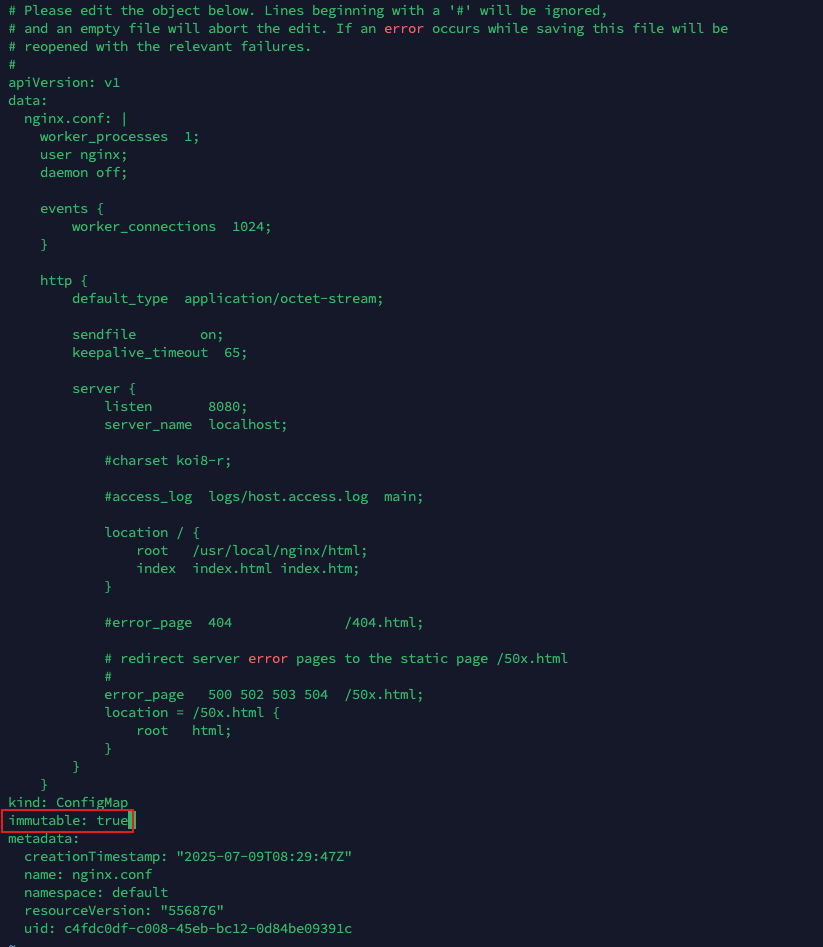 # Please edit the object below. Lines beginning with a '#' will be ignored,
# and an empty file will abort the edit. If an error occurs while saving this file will be
# reopened with the relevant failures.
#
apiVersion: v1
data:
  nginx.conf: |
    worker_processes  1;
    user nginx;
    daemon off;

    events {
        worker_connections  1024;
    }

    http {
        default_type  application/octet-stream;

        sendfile        on;
        keepalive_timeout  65;

        server {
            listen       8080;
            server_name  localhost;

            #charset koi8-r;

            #access_log  logs/host.access.log  main;

            location / {
                root   /usr/local/nginx/html;
                index  index.html index.htm;
            }

            #error_page  404              /404.html;

            # redirect server error pages to the static page /50x.html
            #
            error_page   500 502 503 504  /50x.html;
            location = /50x.html {
                root   html;
            }
        }
    }
kind: ConfigMap
immutable: true
metadata:
  creationTimestamp: "2025-07-09T08:29:47Z"
  name: nginx.conf
  namespace: default
  resourceVersion: "556876"
  uid: c4fdc0df-c008-45eb-bc12-0d84be09391c
~